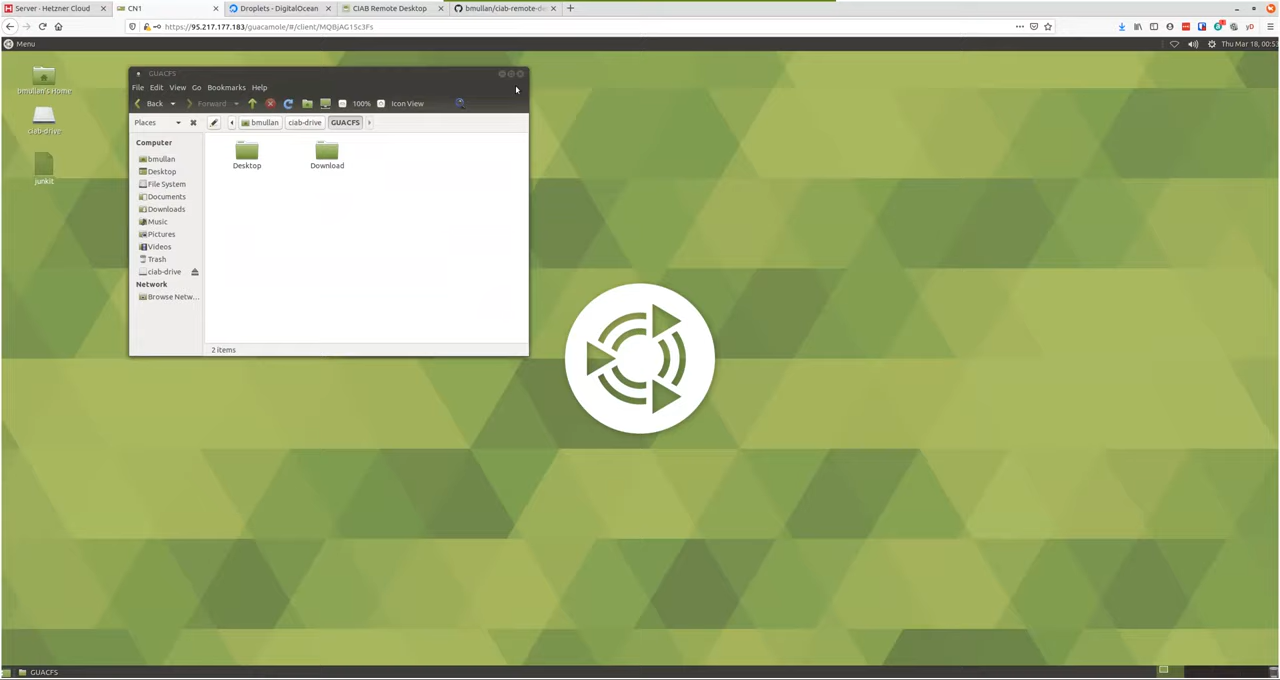 Server · Hetzner Cloud
CN1
Droplets - DigitalOcean
CIAB Remote Desktop
bmullan/ciab-remote-de
https://95.217.177.183/guacamole/#/client/
Menu
Thu Mar 18, 00:53
bmullan's Home
ciab-drive
junkit
GUACFS
File Edit View Go Bookmarks Help
Back Forward 100% Icon View
Places bmullan ciab-drive GUACFS
Computer
bmullan
Desktop
File System
Documents
Downloads
Music
Pictures
Videos
Trash
ciab-drive
Network
Browse Netw...
Desktop
Download
2 items
GUACFS